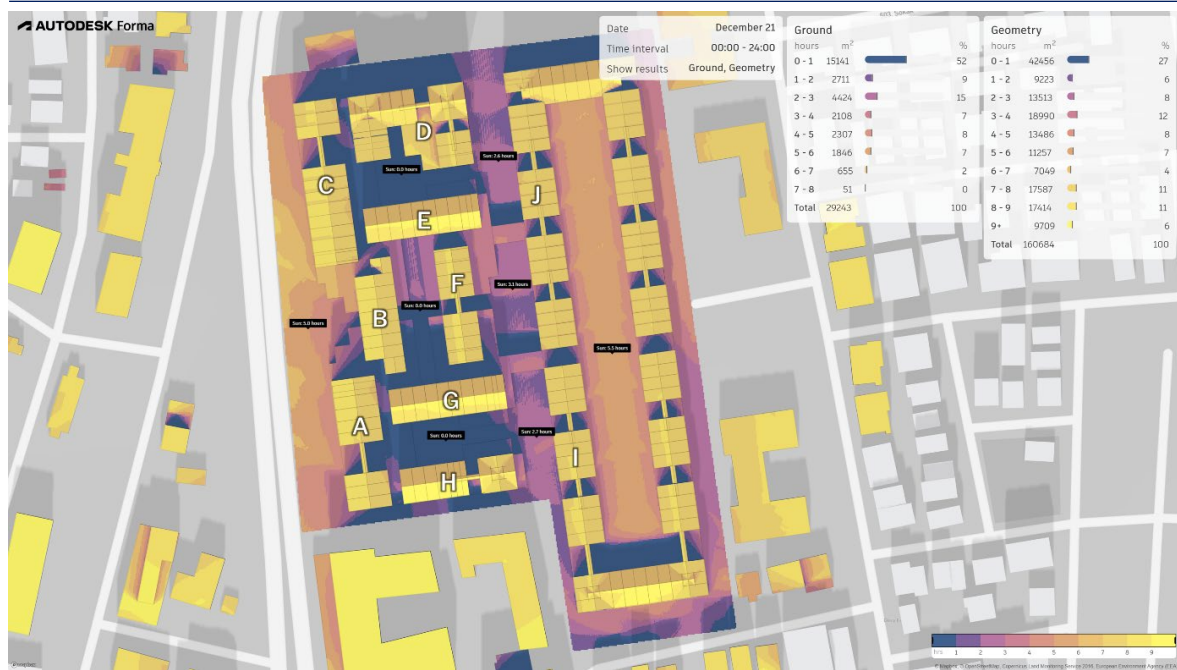 AUTODESK Forma
Date December 21
Time interval 00:00 - 24:00
Show results Ground, Geometry
Ground
hours m² %
0 - 1 15141 52
1 - 2 2711 9
2 - 3 4424 15
3 - 4 2108 7
4 - 5 2307 8
5 - 6 1846 7
6 - 7 655 2
7 - 8 51 0
Total 29243 100
Geometry
hours m² %
0 - 1 42456 27
1 - 2 9223 6
2 - 3 13513 8
3 - 4 18990 12
4 - 5 13486 8
5 - 6 11257 7
6 - 7 7049 4
7 - 8 17587 11
8 - 9 17414 11
9+ 9709 6
Total 160684 100
D
Sun: 2.6 hours
Sun: 0.0 hours
C
J
E
F
Sun: 3.1 hours
Sun: 0.0 hours
B
Sun: 5.0 hours
Sun: 5.5 hours
G
A
Sun: 0.0 hours
Sun: 2.7 hours
I
H
hrs 1 2 3 4 5 6 7 8 9